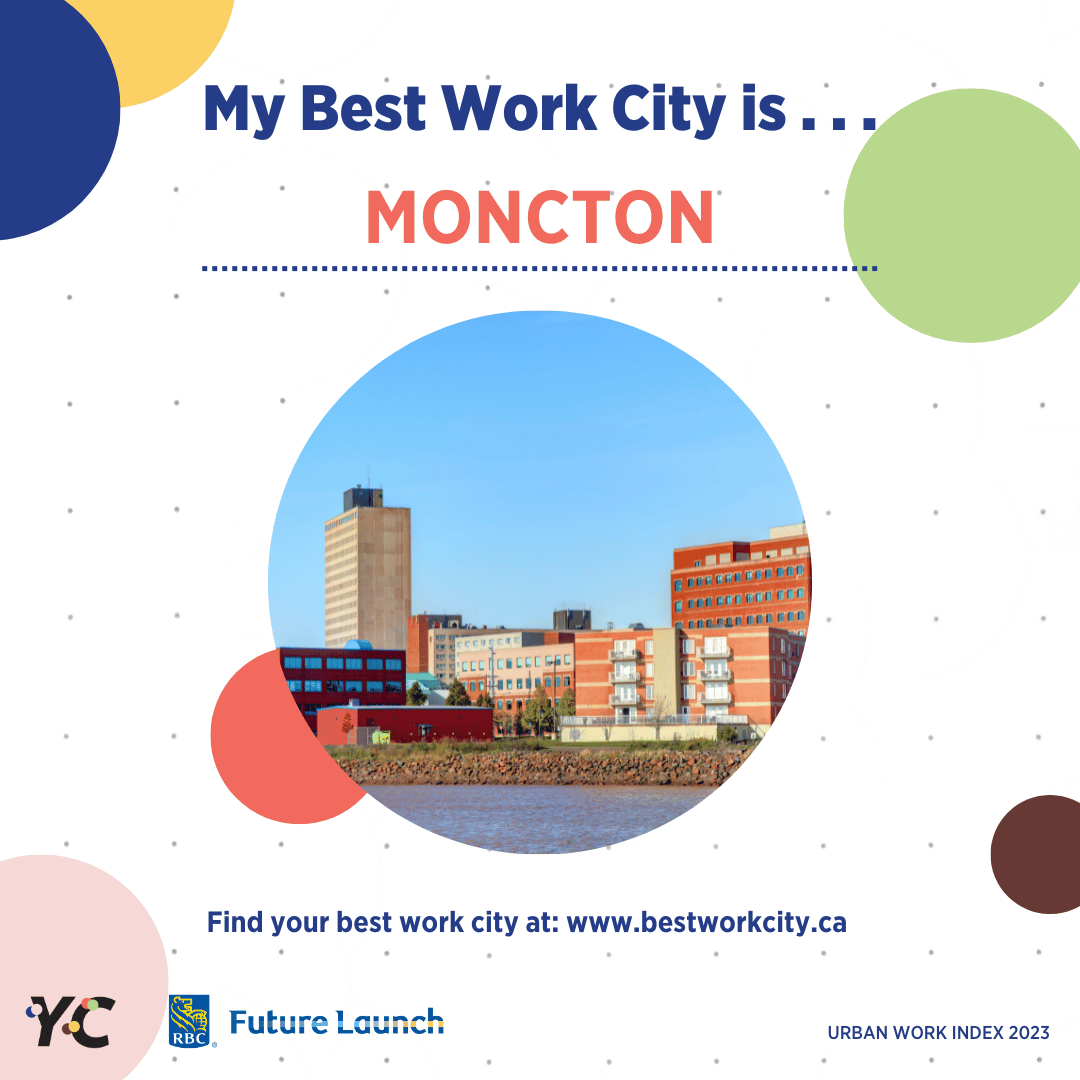 My Best Work City is . . .
MONCTON
Find your best work city at: www.bestworkcity.ca
YC
RBC ®
Future Launch
URBAN WORK INDEX 2023